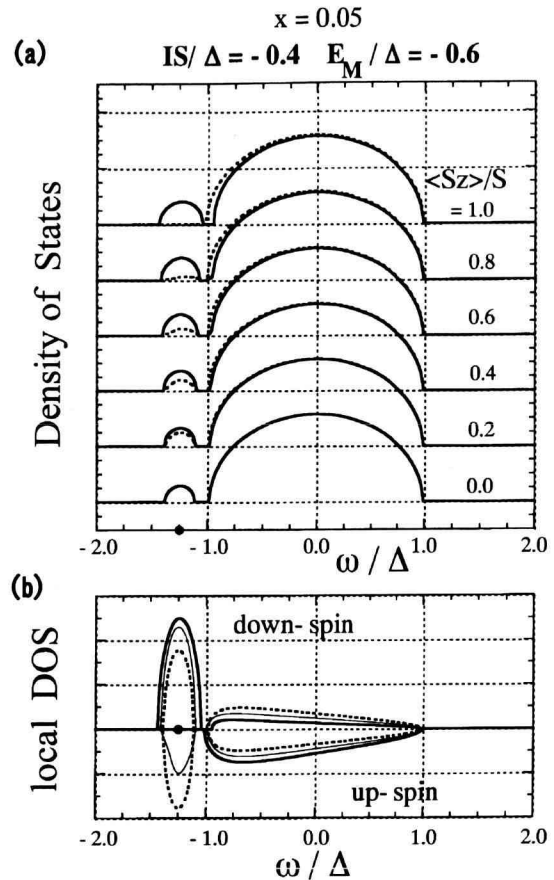 x = 0.05
(a) IS/Δ = - 0.4 E_M/Δ = - 0.6
Density of States
<Sz>/S
= 1.0
0.8
0.6
0.4
0.2
0.0
- 2.0 - 1.0 0.0 1.0 2.0
ω/Δ
(b)
local DOS
down- spin
up- spin
- 2.0 - 1.0 0.0 1.0 2.0
ω/Δ